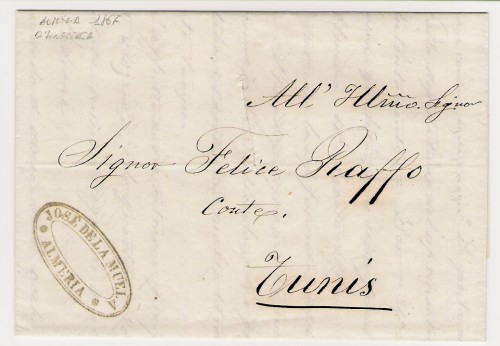 All' Illmo. Signor
Signor Felice Raffo
Conte,
Tunis
JOSÉ DE LA MUELA
ALMERIA